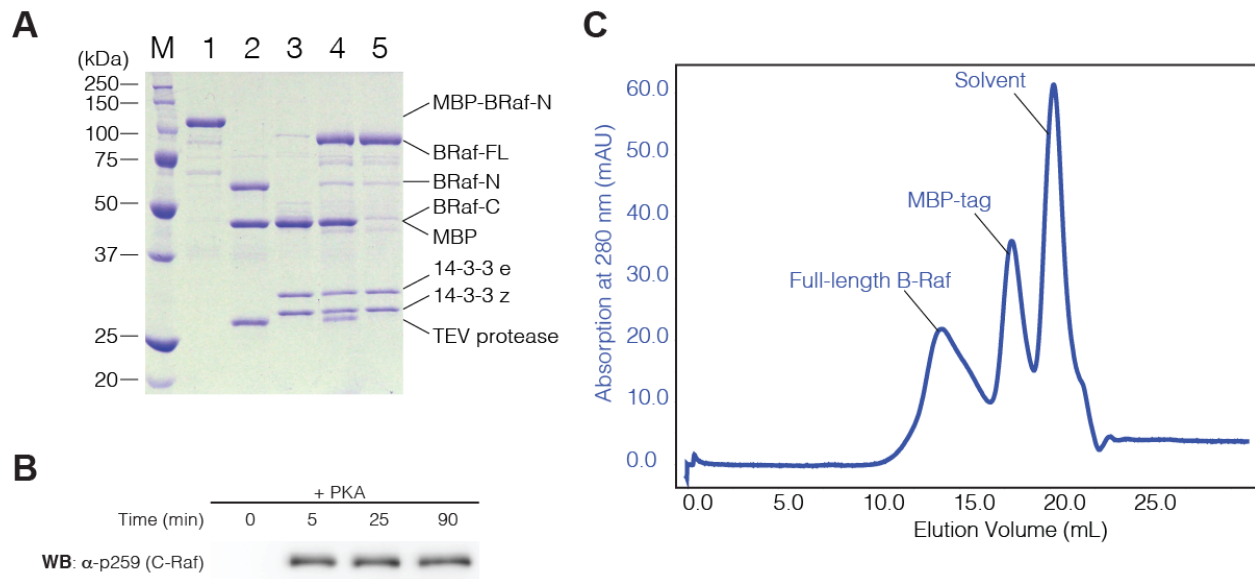 A
(kDa) M 1 2 3 4 5
250
150
100
75
50
37
25
20
MBP-BRaf-N
BRaf-FL
BRaf-N
BRaf-C
MBP
14-3-3 e
14-3-3 z
TEV protease
B
+ PKA
Time (min) 0 5 25 90
WB: α-p259 (C-Raf)
C
Absorption at 280 nm (mAU)
60.0
50.0
40.0
30.0
20.0
10.0
0.0
Solvent
MBP-tag
Full-length B-Raf
0.0 5.0 10.0 15.0 20.0 25.0
Elution Volume (mL)